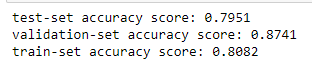 test-set accuracy score: 0.7951
validation-set accuracy score: 0.8741
train-set accuracy score: 0.8082